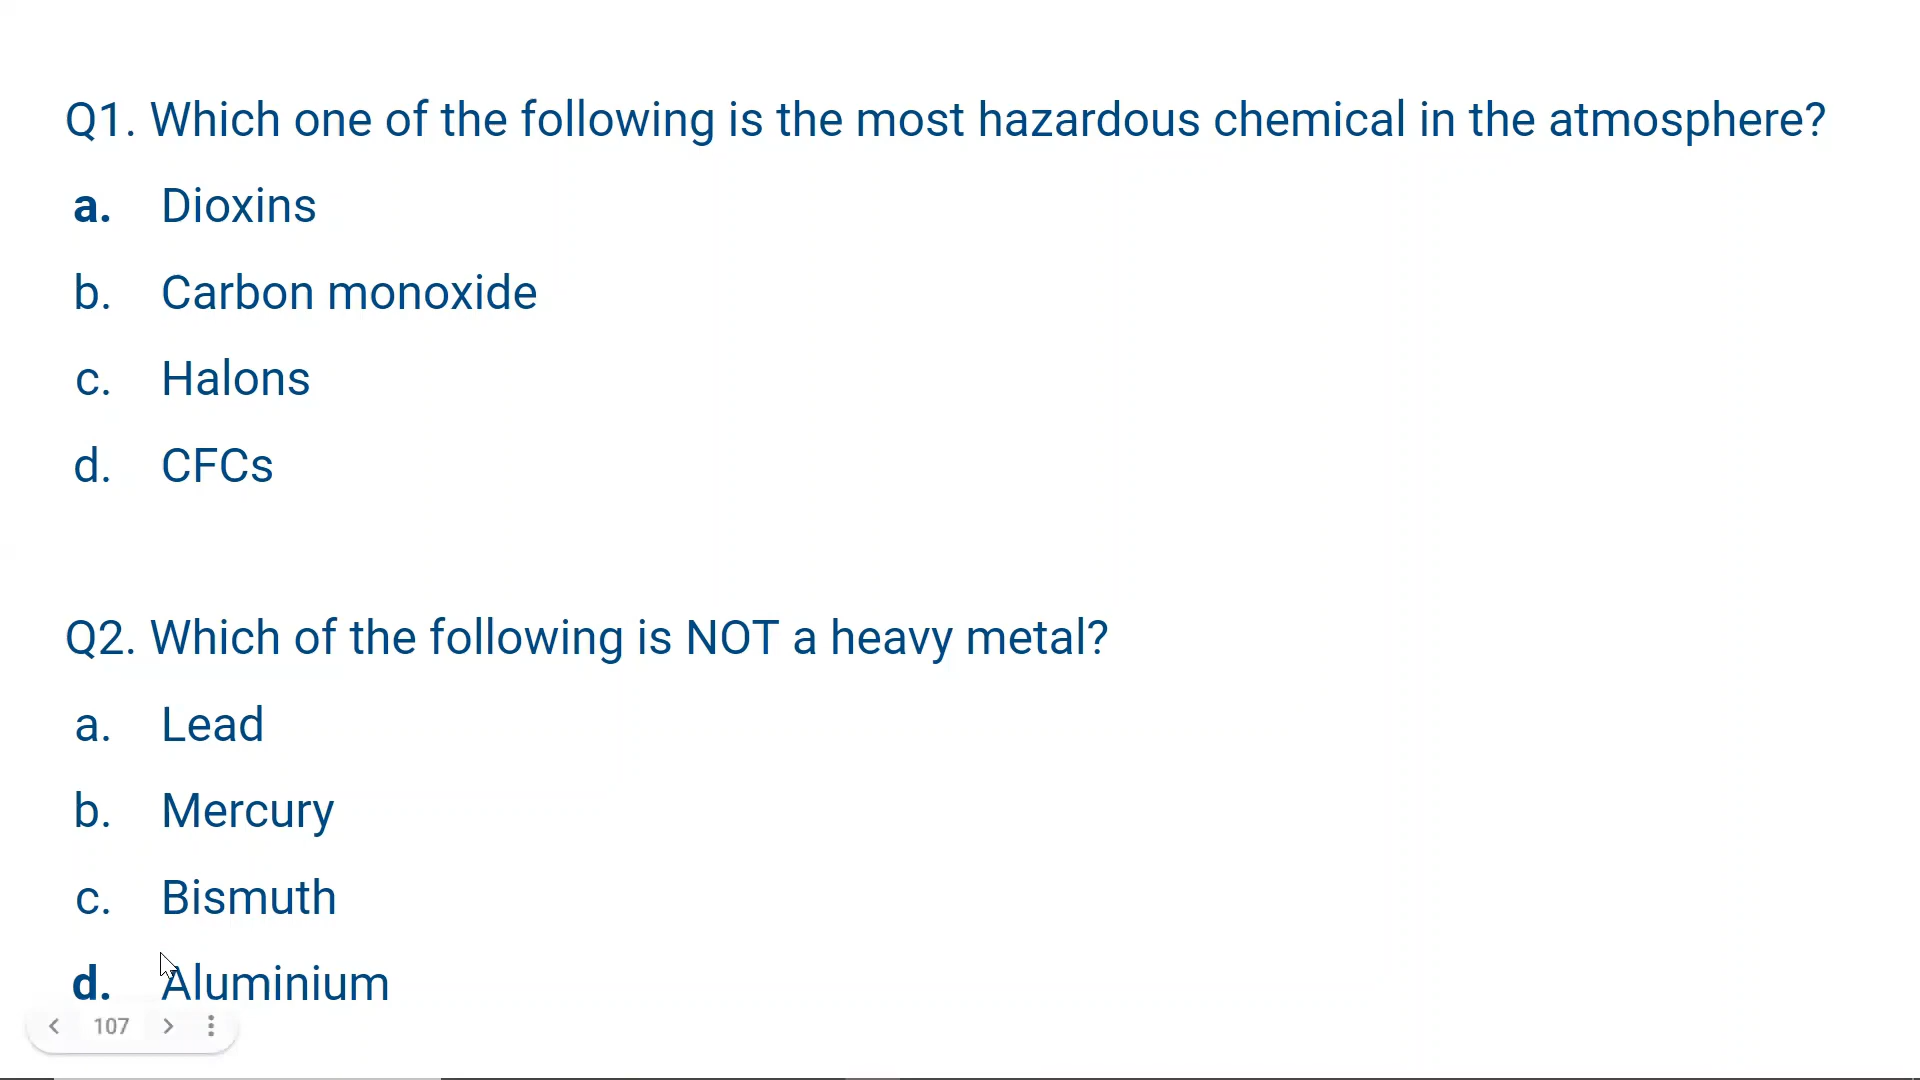 Q1. Which one of the following is the most hazardous chemical in the atmosphere?
a. Dioxins
b. Carbon monoxide
c. Halons
d. CFCs
Q2. Which of the following is NOT a heavy metal?
a. Lead
b. Mercury
c. Bismuth
d. Aluminium
107